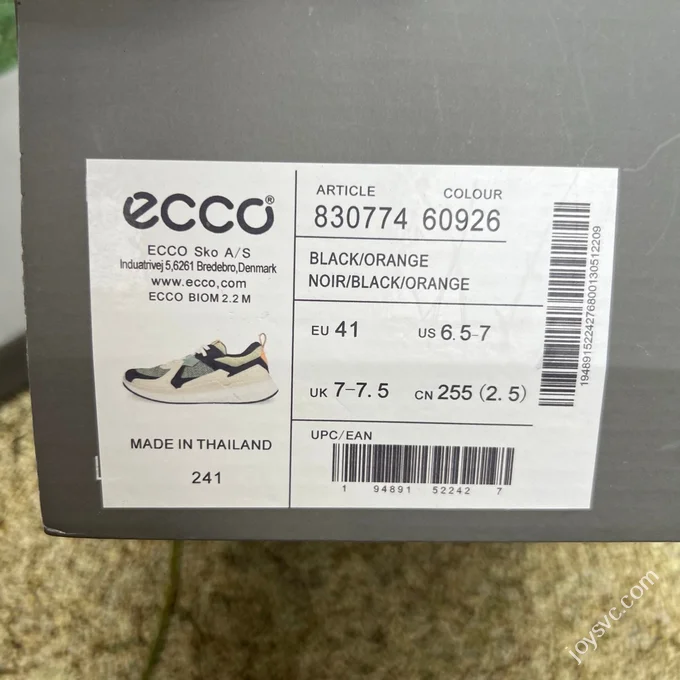 ecco®
ECCO Sko A/S
Induatrivej 5,6261 Bredebro,Denmark
www.ecco.com
ECCO BIOM 2.2 M
MADE IN THAILAND
241
ARTICLE COLOUR
830774 60926
BLACK/ORANGE
NOIR/BLACK/ORANGE
EU 41 US 6.5-7
UK 7-7.5 CN 255 (2.5)
UPC/EAN
1 94891 52242 7
1948915224276800130512209
joysvc.com